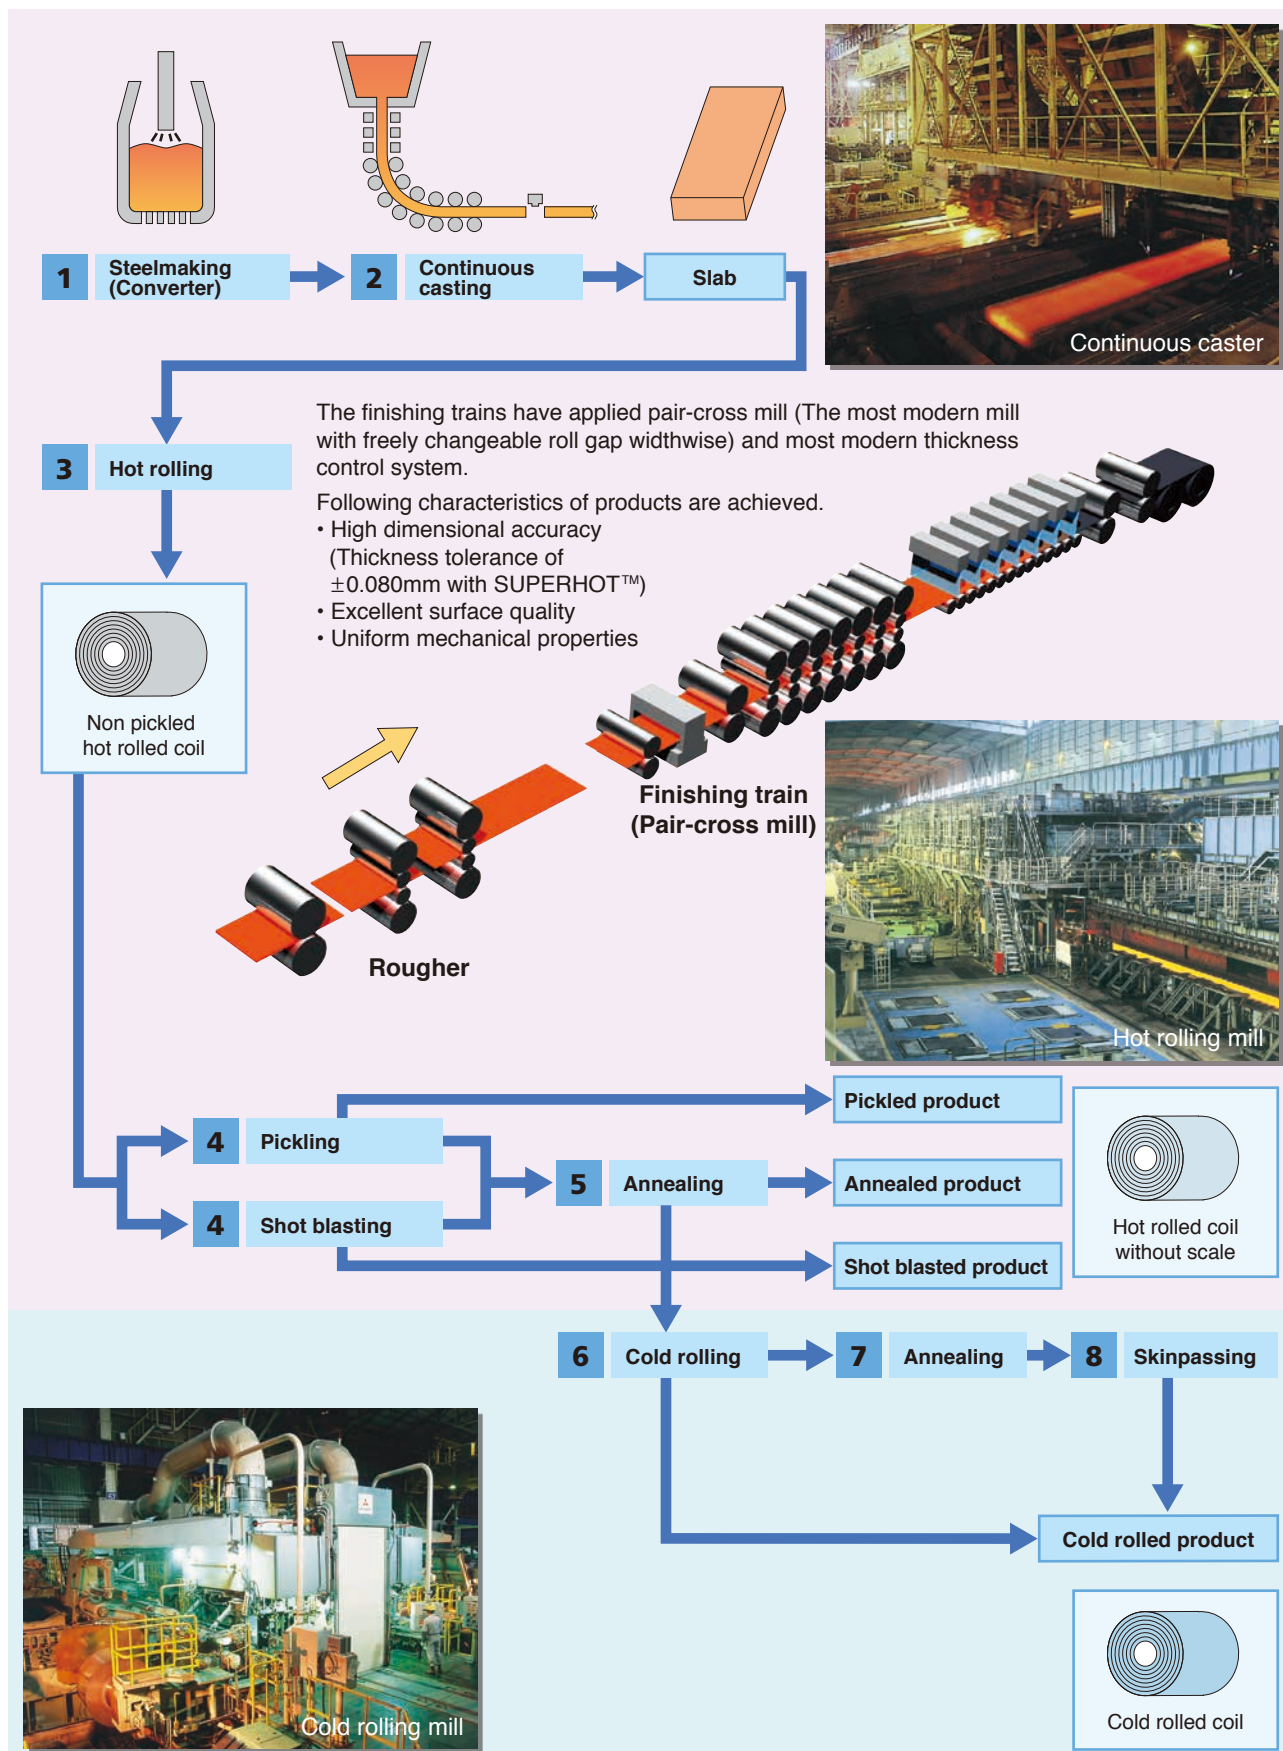 1
Steelmaking
(Converter)
2
Continuous
casting
Slab
Continuous caster
The finishing trains have applied pair-cross mill (The most modern mill
with freely changeable roll gap widthwise) and most modern thickness
control system.
3
Hot rolling
Following characteristics of products are achieved.
• High dimensional accuracy
(Thickness tolerance of
±0.080mm with SUPERHOT™)
• Excellent surface quality
• Uniform mechanical properties
Non pickled
hot rolled coil
Finishing train
(Pair-cross mill)
Rougher
Hot rolling mill
Pickled product
4
Pickling
5
Annealing
Annealed product
4
Shot blasting
Hot rolled coil
without scale
Shot blasted product
6
Cold rolling
7
Annealing
8
Skinpassing
Cold rolled product
Cold rolling mill
Cold rolled coil